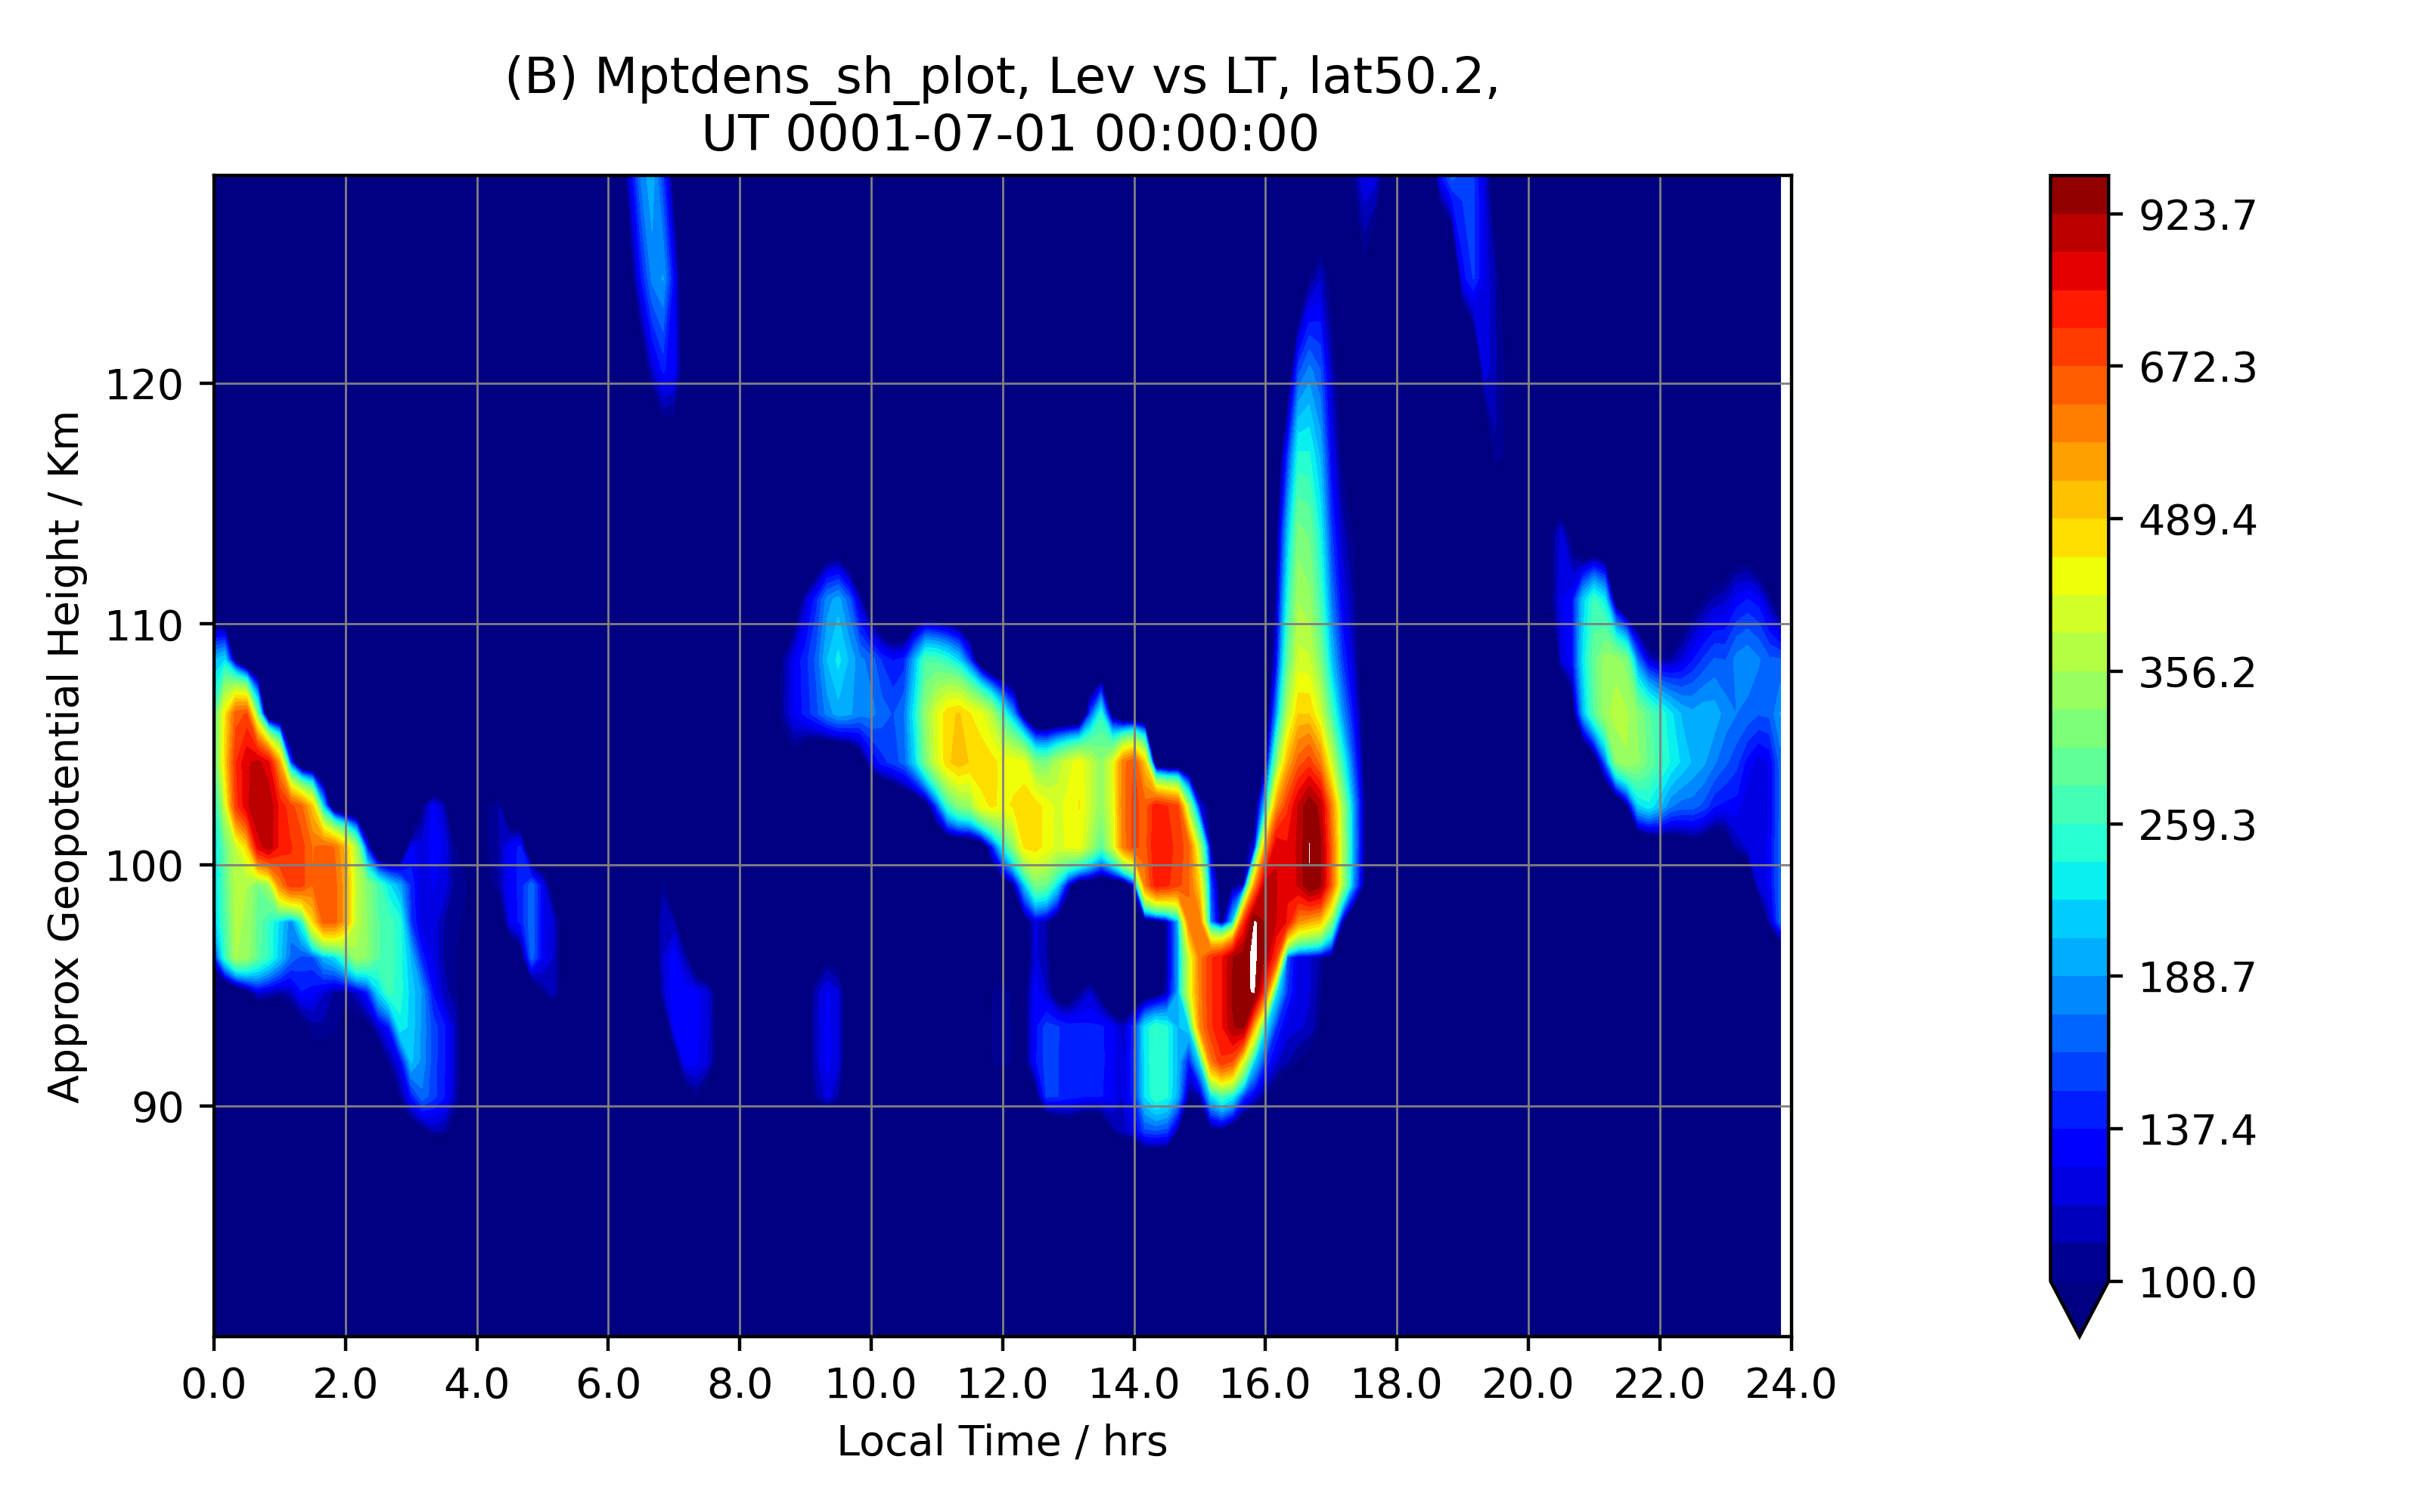 (B) Mptdens_sh_plot, Lev vs LT, lat50.2,
UT 0001-07-01 00:00:00
Approx Geopotential Height / Km
120
110
100
90
0.0 2.0 4.0 6.0 8.0 10.0 12.0 14.0 16.0 18.0 20.0 22.0 24.0
Local Time / hrs
923.7
672.3
489.4
356.2
259.3
188.7
137.4
100.0